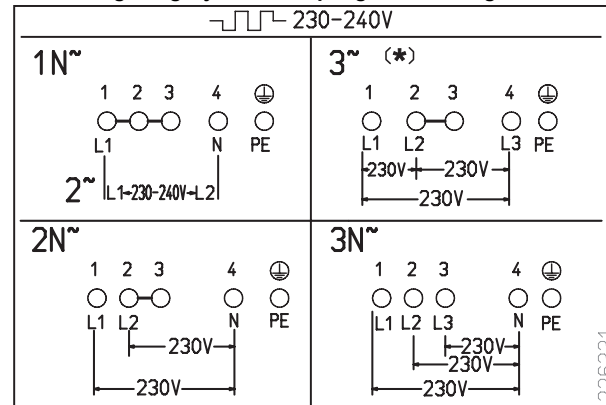 230-240V
1N~
1 2 3 4
L1 N PE
2~ L1 230-240V L2
3~ (*)
1 2 3 4
L1 L2 L3 PE
230V 230V
230V
2N~
1 2 3 4
L1 L2 N PE
230V
230V
3N~
1 2 3 4
L1 L2 L3 N PE
230V
230V
230V